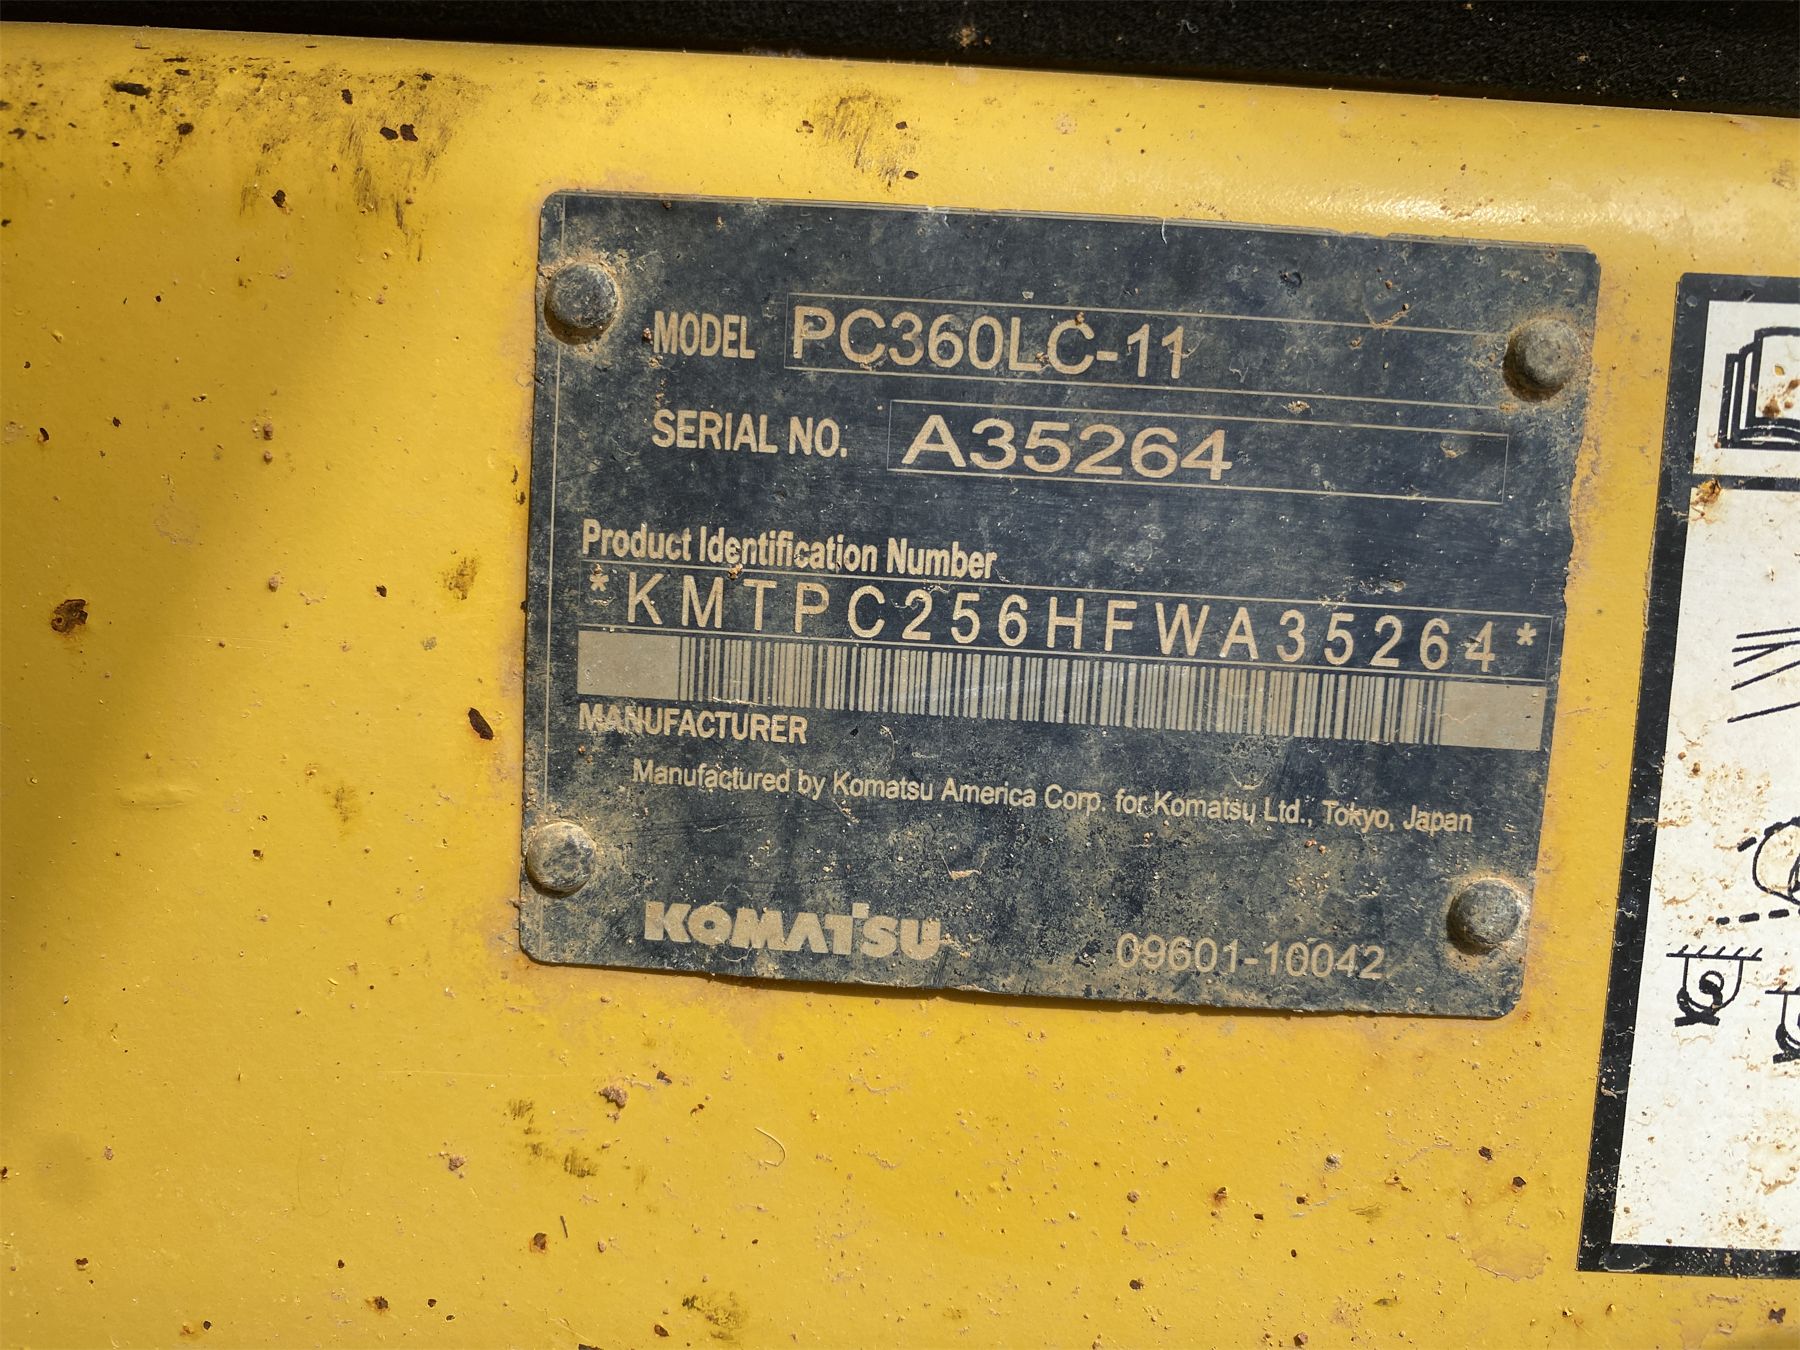 MODEL PC360LC-11
SERIAL NO. A35264
Product Identification Number
*KMTPC256HFWA35264*
MANUFACTURER
Manufactured by Komatsu America Corp. for Komatsu Ltd., Tokyo, Japan
KOMATSU 09601-10042